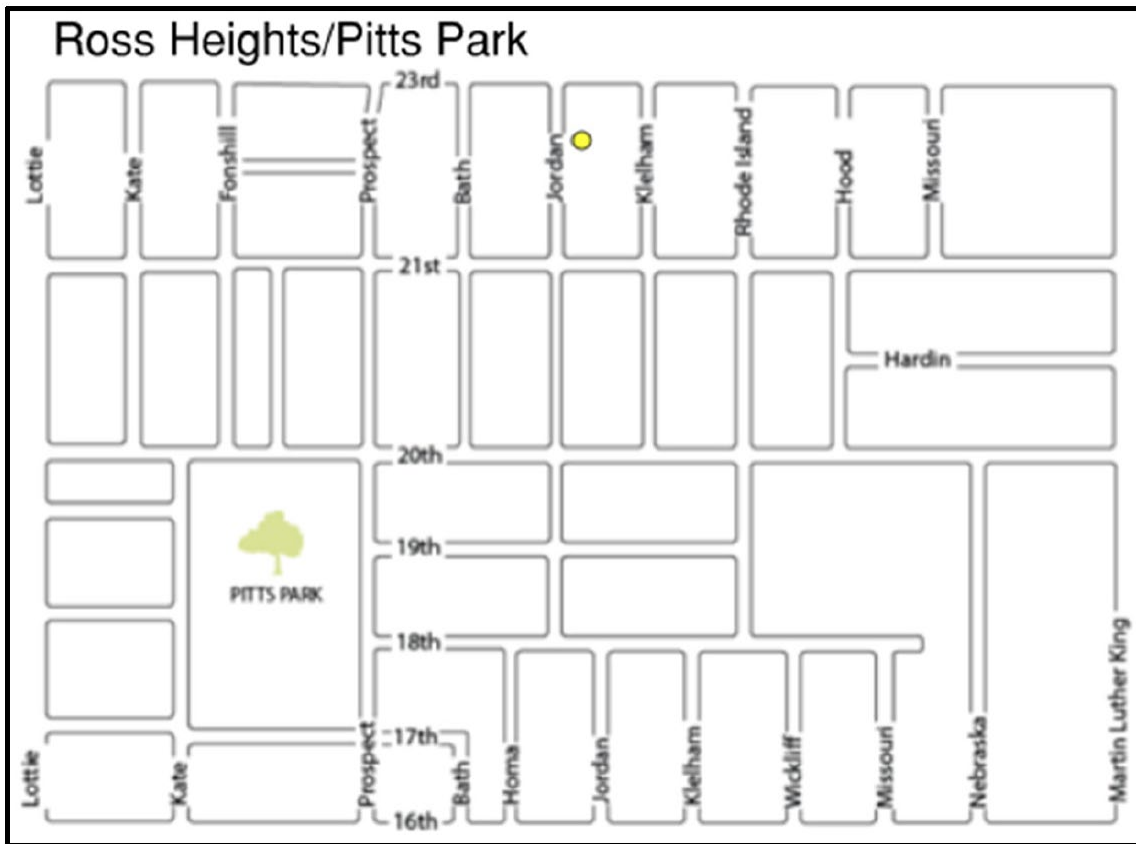 Ross Heights/Pitts Park
23rd
Lottie
Kate
Fonshill
Prospect
Bath
Jordan
Klelham
Rhode Island
Hood
Missouri
21st
Hardin
20th
19th
PITTS PARK
18th
17th
Lottie
Kate
Prospect
Bath
Homa
Jordan
Klelham
Wickliff
Missouri
Nebraska
Martin Luther King
16th